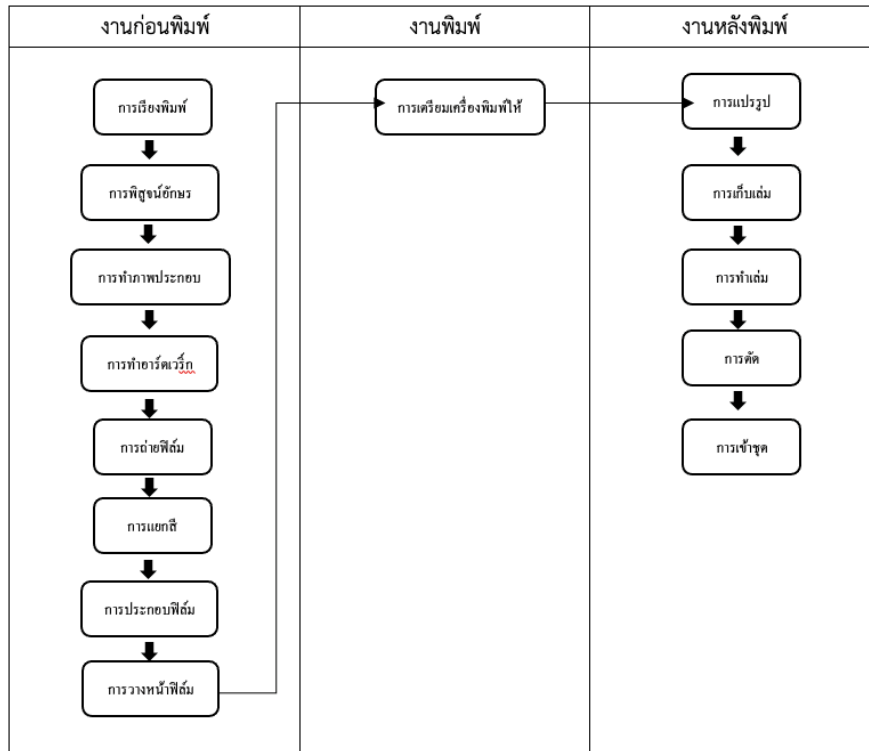 งานก่อนพิมพ์
งานพิมพ์
งานหลังพิมพ์
การเรียงพิมพ์
การพิสูจน์อักษร
การทำภาพประกอบ
การทำอาร์ตเวริ์ก
การถ่ายฟิล์ม
การแยกสี
การประกอบฟิล์ม
การวางหน้าฟิล์ม
การเตรียมเครื่องพิมพ์ให้
การแปรรูป
การเก็บเล่ม
การทำเล่ม
การตัด
การเข้าชุด